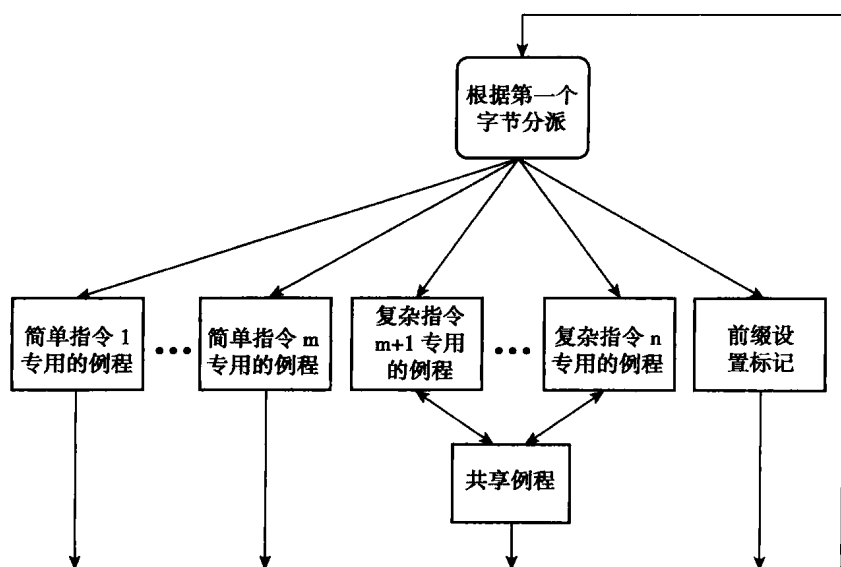 根据第一个
字节分派
简单指令 1
专用的例程
•••
简单指令 m
专用的例程
复杂指令
m+1 专用
的例程
•••
复杂指令 n
专用的例程
前缀设
置标记
共享例程